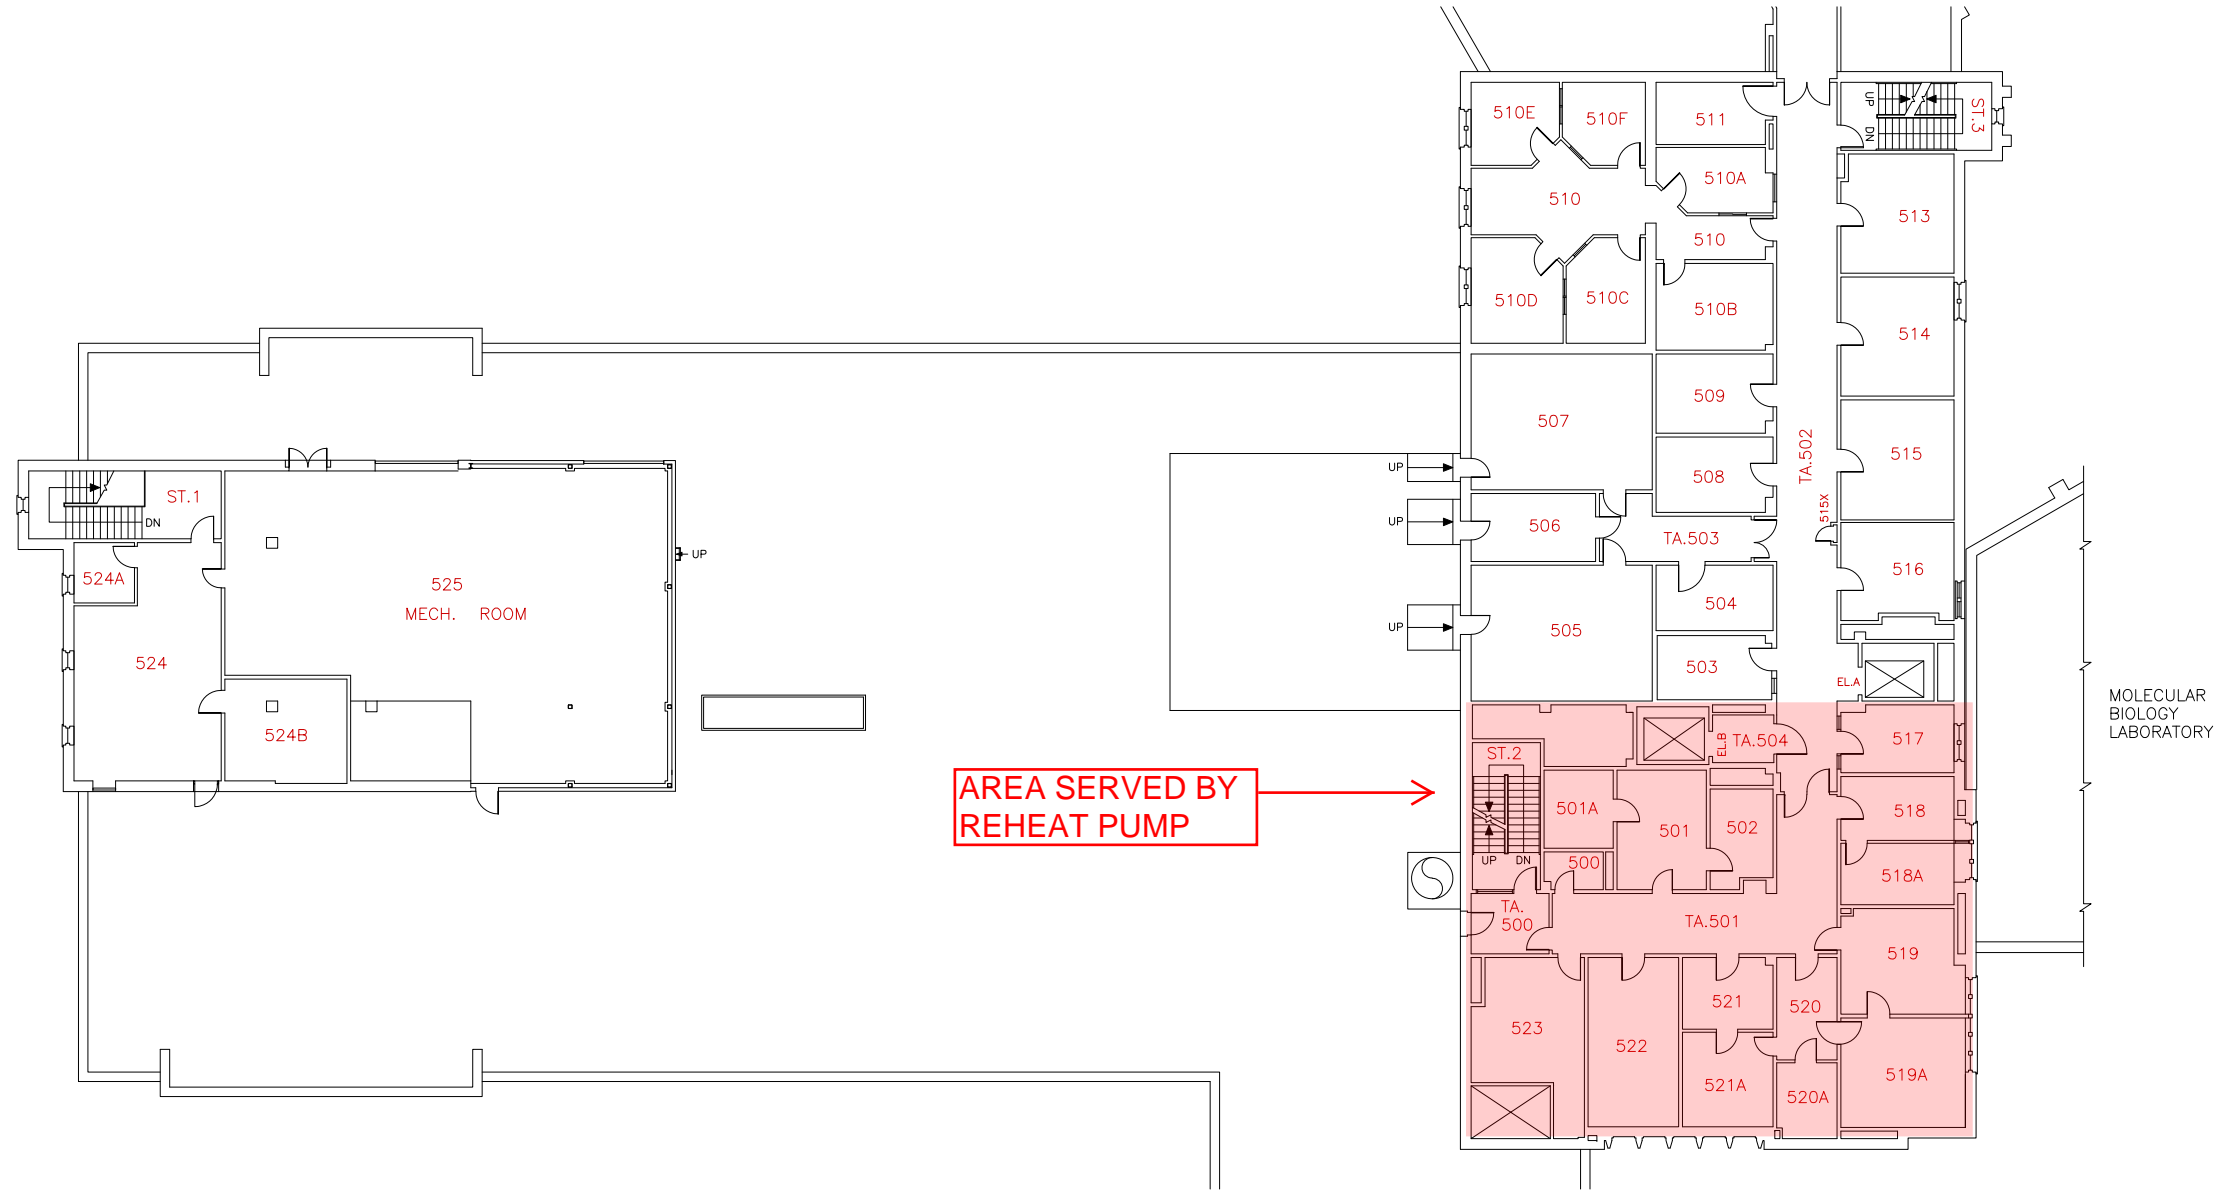 510E
510F
511
UP
DN
ST.3
510A
510
513
510
510D
510C
510B
514
509
507
TA.502
515
508
UP
515X
ST.1
DN
UP
506
TA.503
UP
524A
525
MECH. ROOM
516
504
505
UP
524
503
EL.A
MOLECULAR
BIOLOGY
LABORATORY
524B
EL.B
TA.504
517
ST.2
AREA SERVED BY
REHEAT PUMP
501A
501
502
518
UP
DN
500
518A
TA.
500
TA.501
519
521
520
523
522
521A
520A
519A